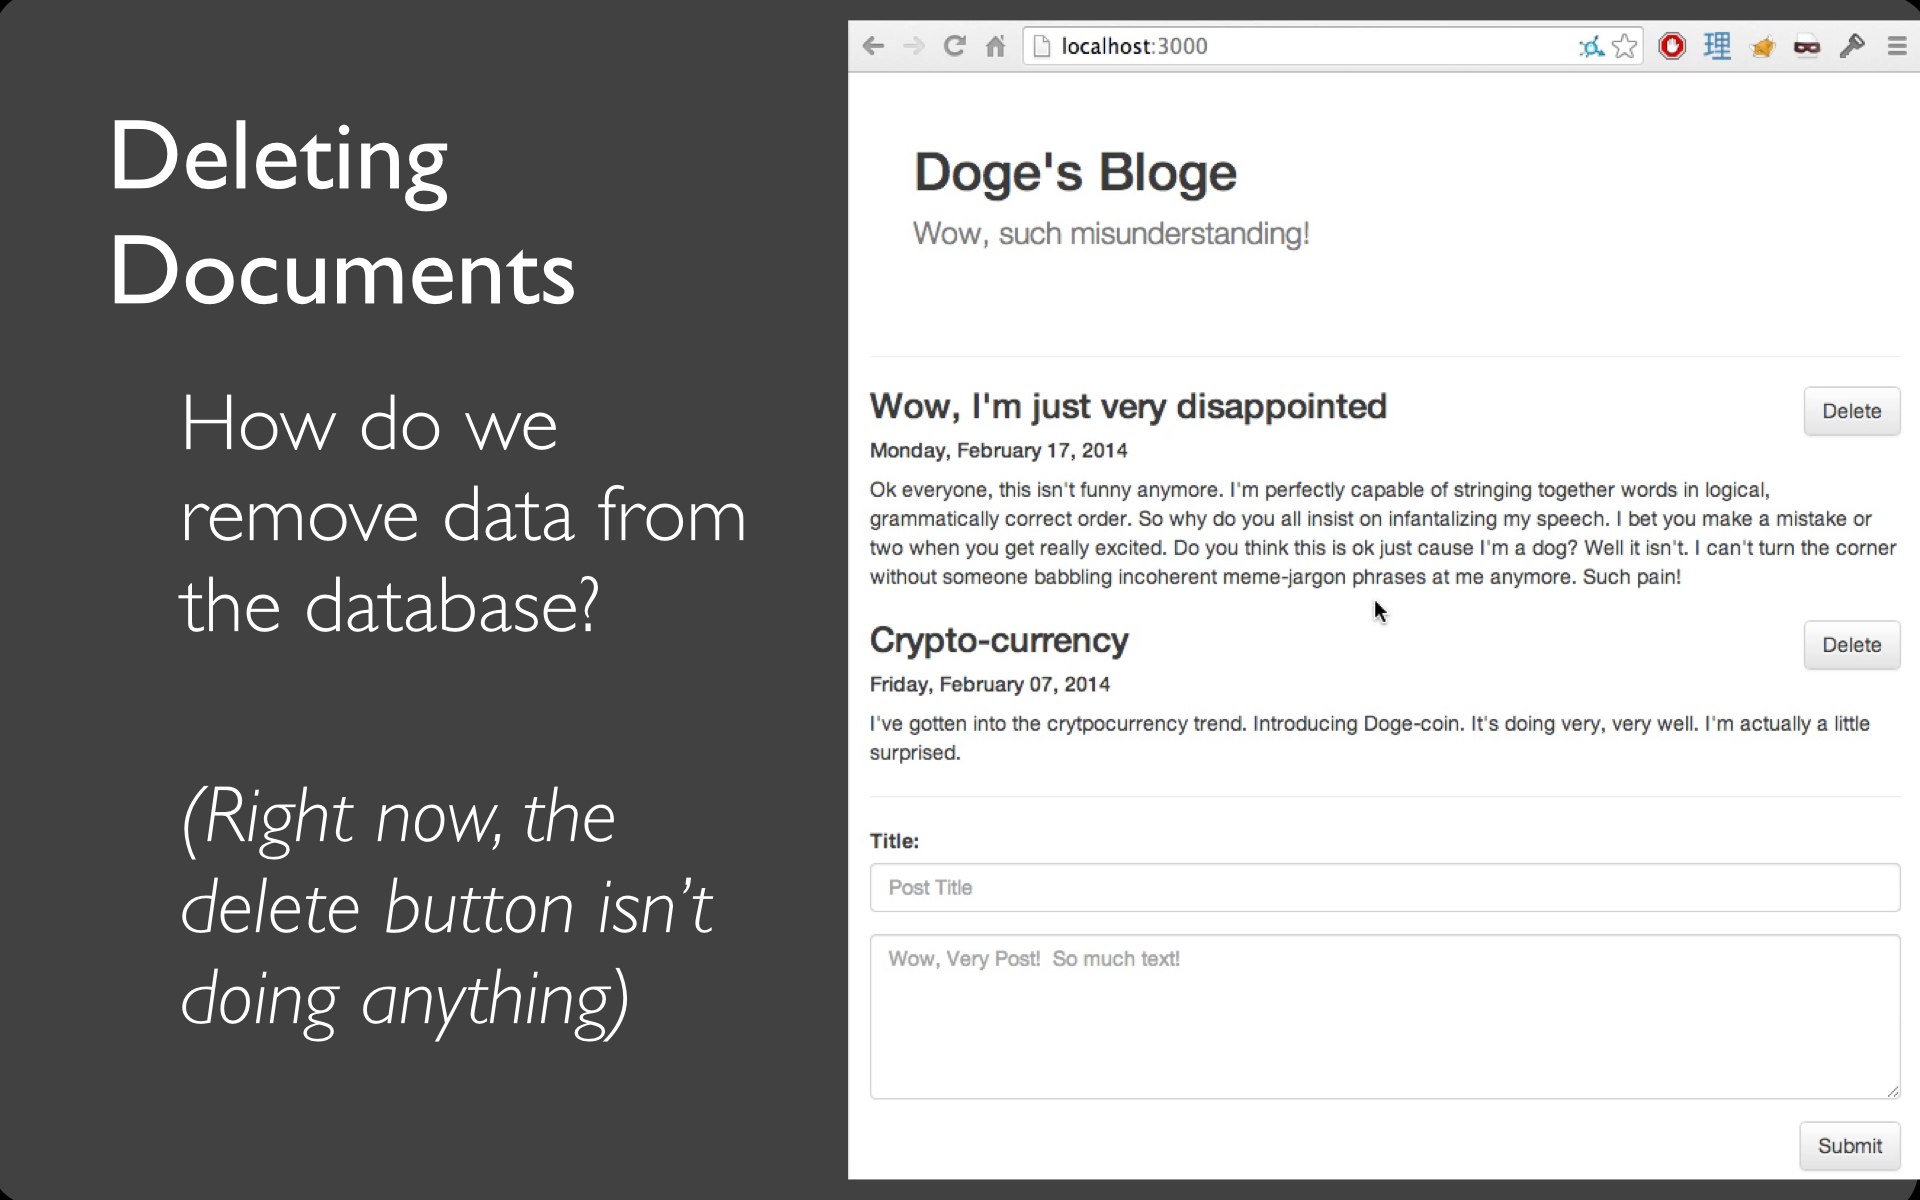 Deleting
Documents
How do we
remove data from
the database?
(Right now, the
delete button isn’t
doing anything)
localhost:3000
理
Doge's Bloge
Wow, such misunderstanding!
Wow, I'm just very disappointed
Delete
Monday, February 17, 2014
Ok everyone, this isn't funny anymore. I'm perfectly capable of stringing together words in logical,
grammatically correct order. So why do you all insist on infantalizing my speech. I bet you make a mistake or
two when you get really excited. Do you think this is ok just cause I'm a dog? Well it isn't. I can't turn the corner
without someone babbling incoherent meme-jargon phrases at me anymore. Such pain!
Crypto-currency
Delete
Friday, February 07, 2014
I've gotten into the crytpocurrency trend. Introducing Doge-coin. It's doing very, very well. I'm actually a little
surprised.
Title:
Post Title
Wow, Very Post!  So much text!
Submit